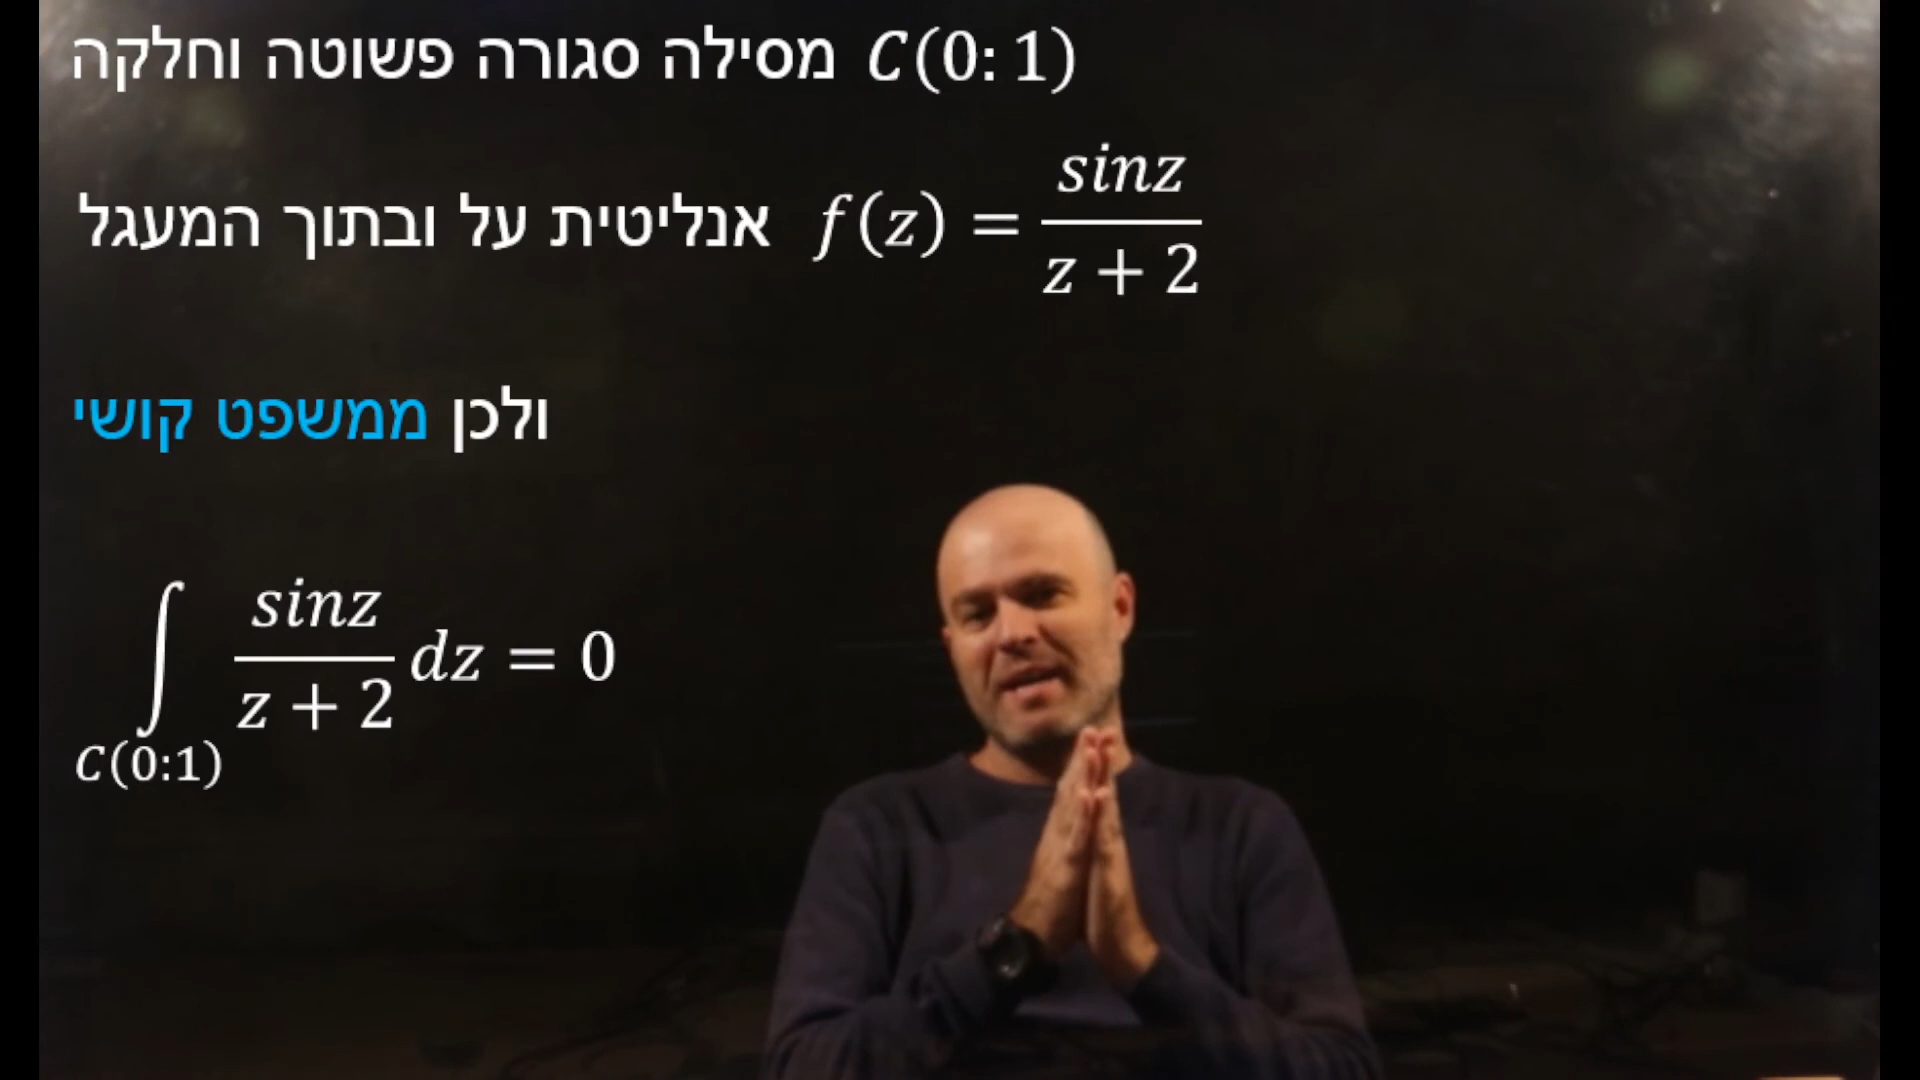 C(0: 1) מסילה סגורה פשוטה וחלקה
f(z) = sinz / z + 2 אנליטית על ובתוך המעגל
ולכן ממשפט קושי
∫C(0:1) sinz / z + 2 dz = 0